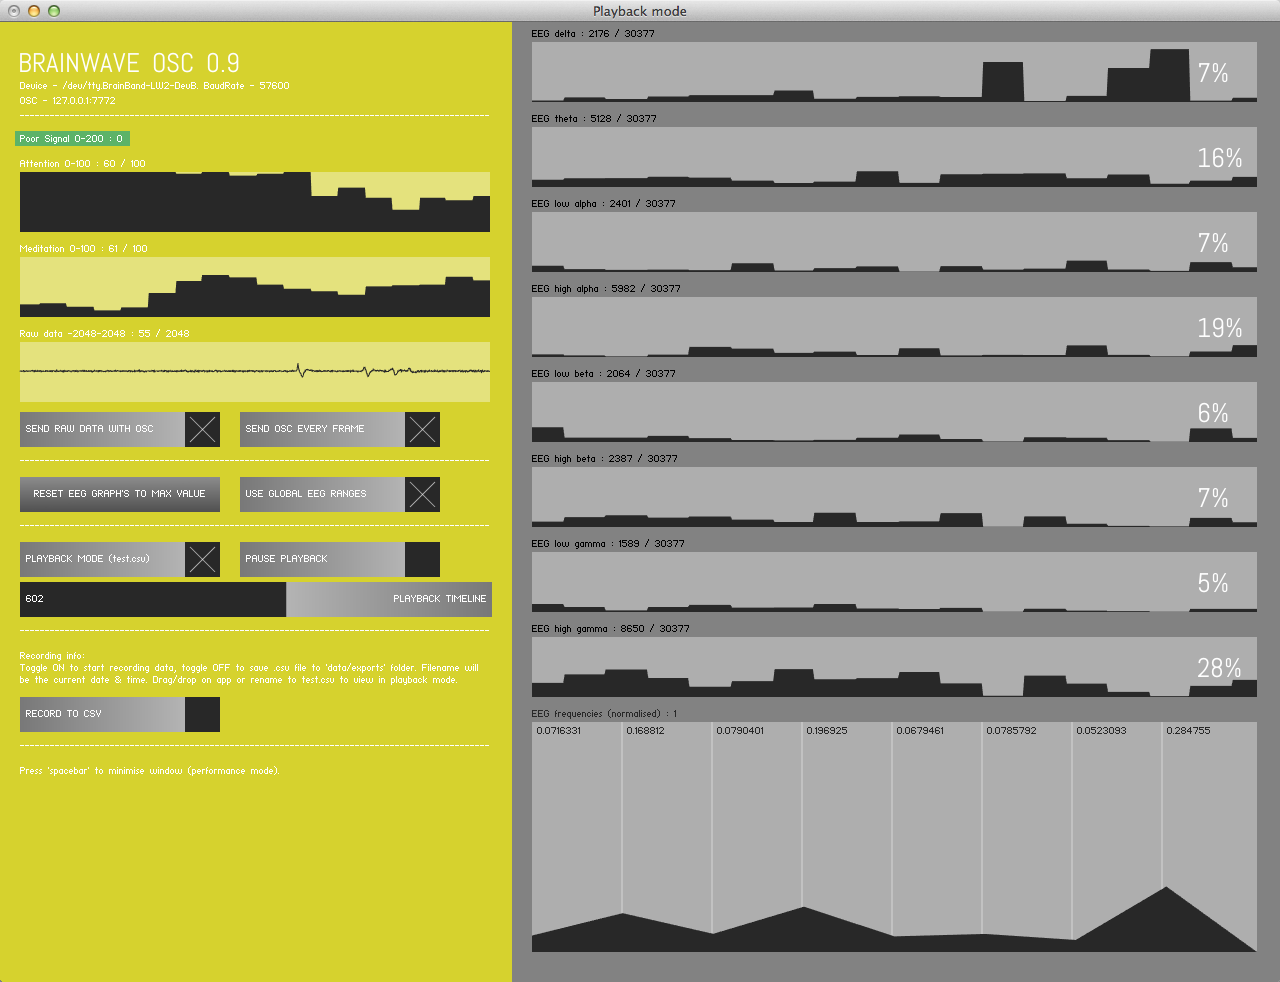 Playback mode
BRAINWAVE OSC 0.9
Device - /dev/tty.BrainBand-LW2-DevB. BaudRate - 57600
OSC - 127.0.0.1:7772
Poor Signal 0-200 : 0
Attention 0-100 : 60 / 100
Meditation 0-100 : 61 / 100
Raw data -2048-2048 : 55 / 2048
SEND RAW DATA WITH OSC
SEND OSC EVERY FRAME
RESET EEG GRAPH'S TO MAX VALUE
USE GLOBAL EEG RANGES
PLAYBACK MODE (test.csv)
PAUSE PLAYBACK
602
PLAYBACK TIMELINE
Recording info:
Toggle ON to start recording data, toggle OFF to save .csv file to 'data/exports' folder. Filename will
be the current date & time. Drag/drop on app or rename to test.csv to view in playback mode.
RECORD TO CSV
Press 'spacebar' to minimise window (performance mode).
EEG delta : 2176 / 30377
7%
EEG theta : 5128 / 30377
16%
EEG low alpha : 2401 / 30377
7%
EEG high alpha : 5982 / 30377
19%
EEG low beta : 2064 / 30377
6%
EEG high beta : 2387 / 30377
7%
EEG low gamma : 1589 / 30377
5%
EEG high gamma : 8650 / 30377
28%
EEG frequencies (normalised) : 1
0.0716331
0.168812
0.0790401
0.196925
0.0679461
0.0785792
0.0523093
0.284755